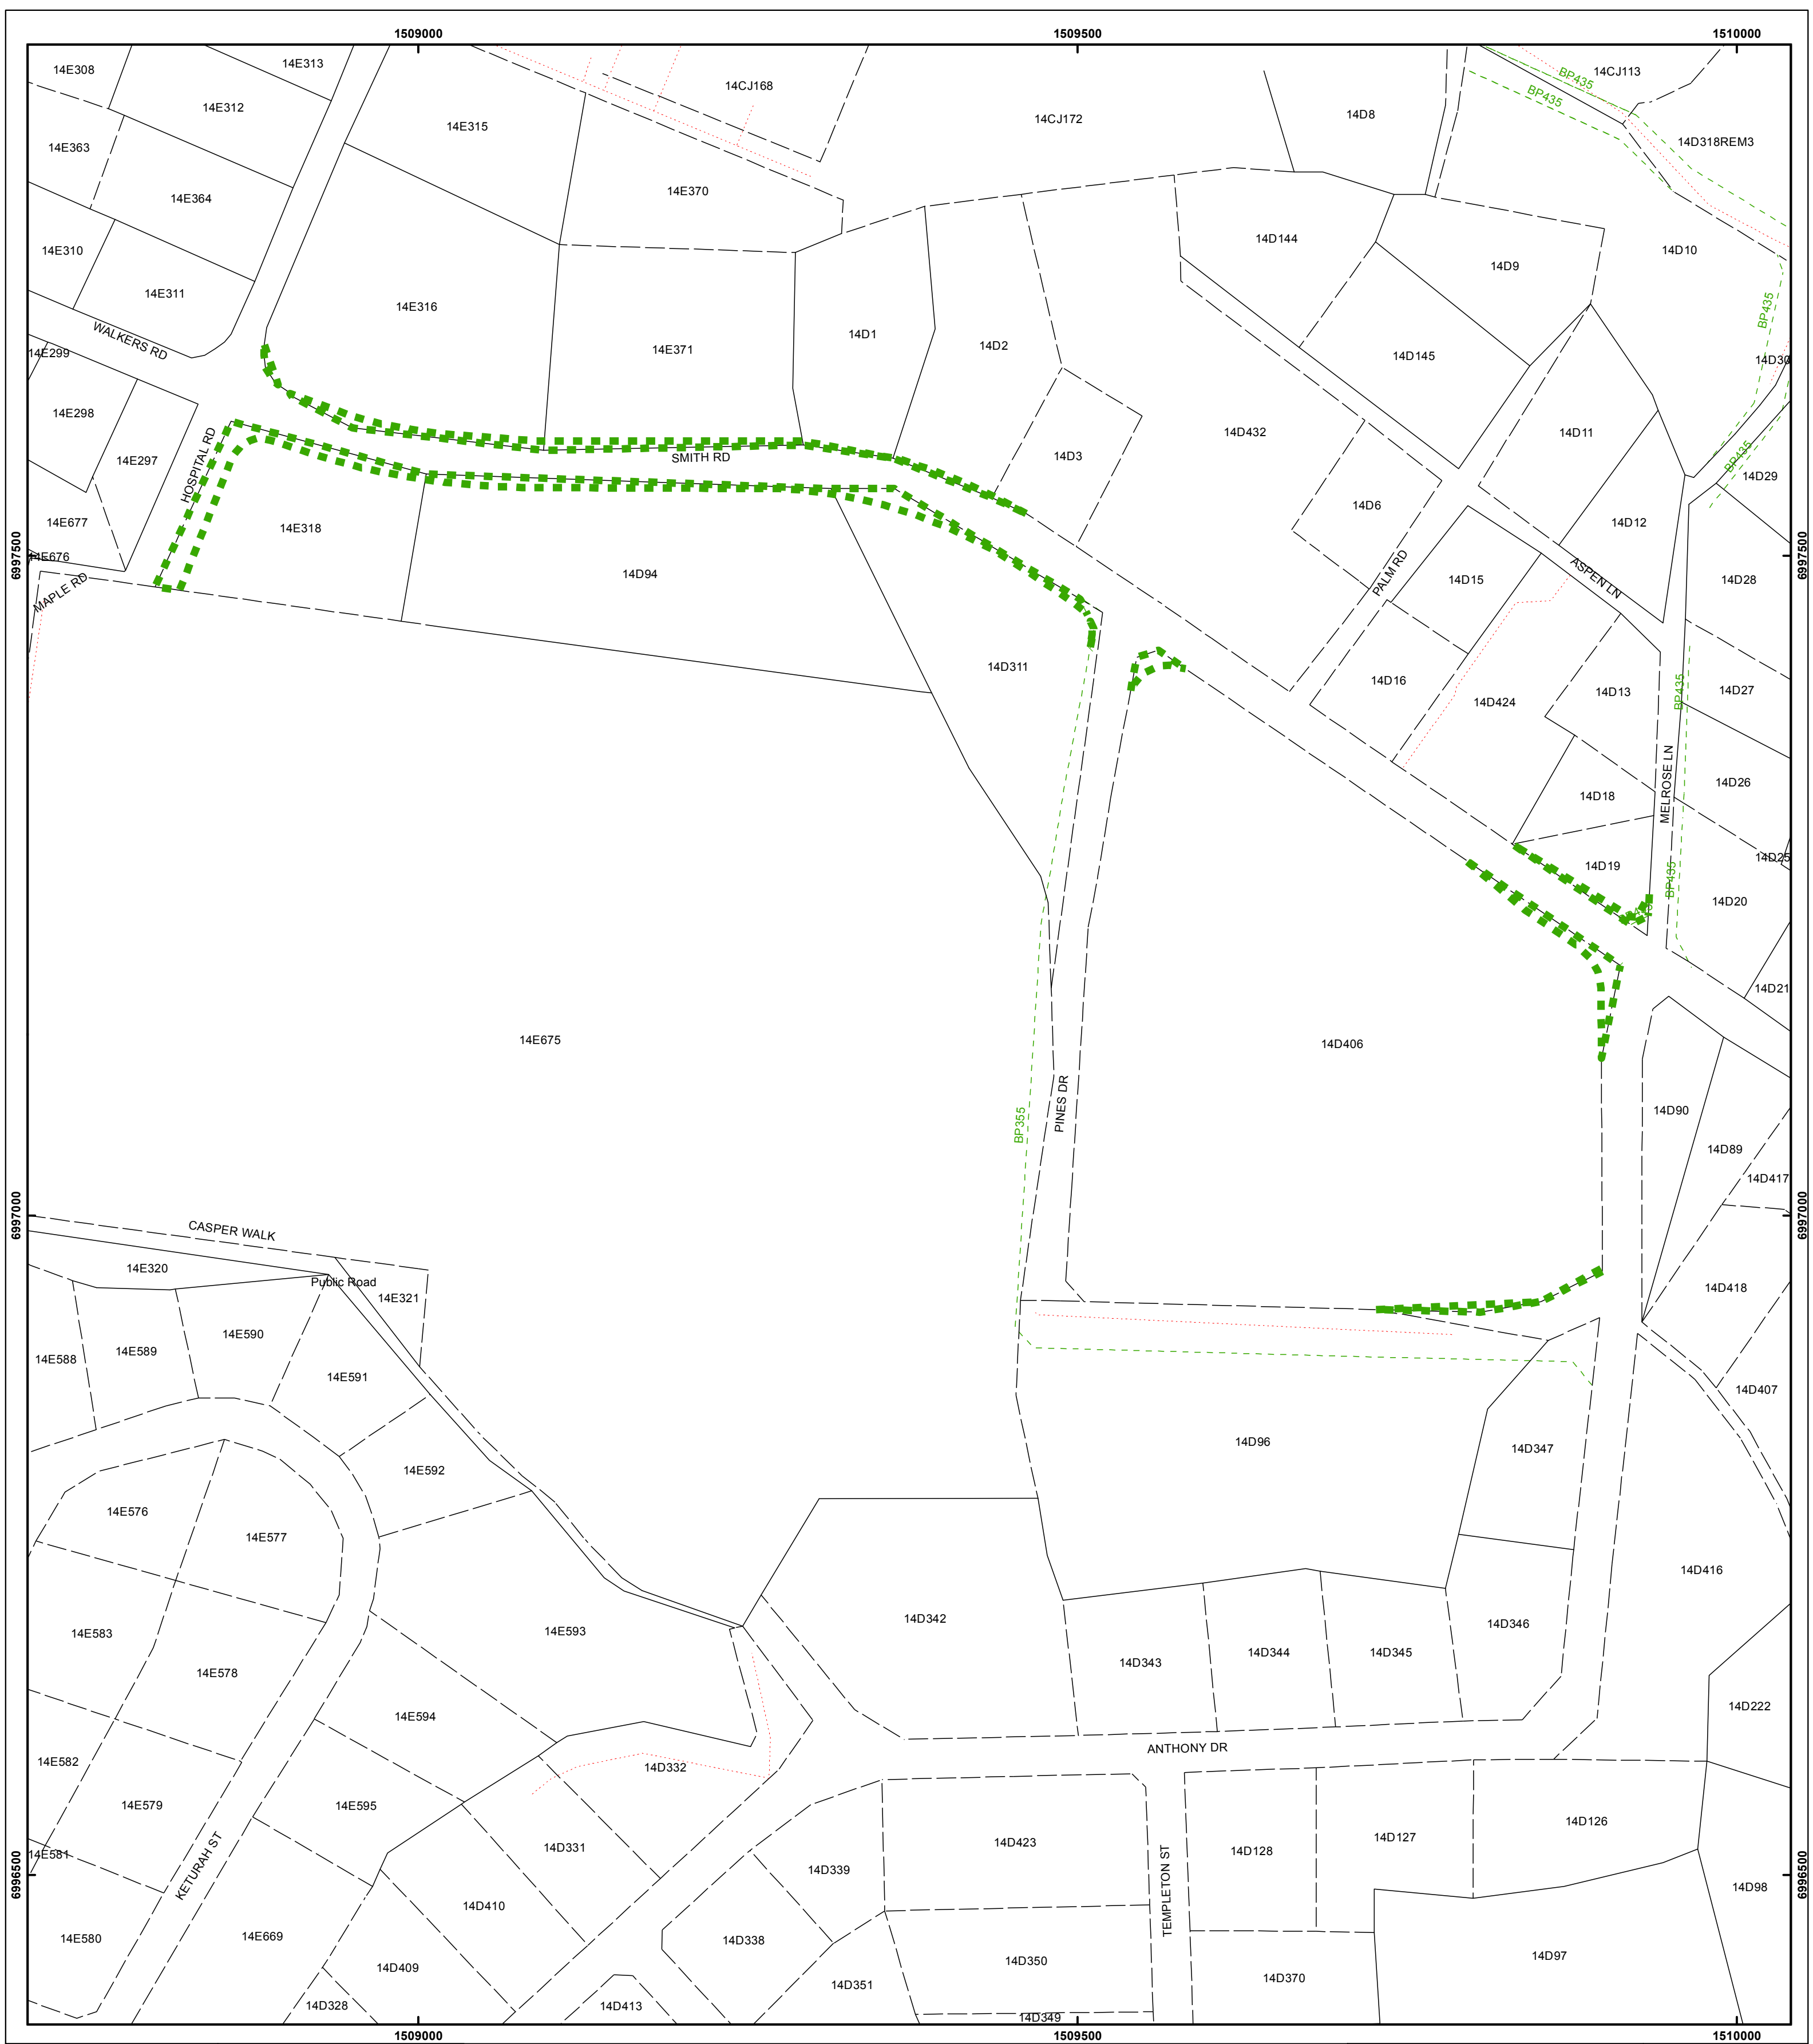 1509000
1509500
1510000
14E308
14E313
14E312
14E315
14CJ168
14CJ172
14D8
14CJ113
BP435
BP435
14E363
14E364
14E370
14D318REM3
14E310
14E311
14E316
14D144
14D9
14D10
WALKERS RD
14E299
14E371
14D1
14D2
14D145
BP435
14D30
14E298
14E297
HOSPITAL RD
SMITH RD
14D3
14D432
14D11
BP435
14D29
14E677
14E318
14D6
14D12
6997500
14E676
MAPLE RD
14D94
PALM RD
14D15
ASPEN LN
14D28
6997500
14D311
14D16
14D424
14D13
BP435
14D27
14D18
MELROSE LN
14D26
14D19
BP435
14D25
14D20
14D21
14E675
14D406
PINES DR
BP355
14D90
14D89
14D417
6997000
CASPER WALK
6997000
14E320
Public Road
14E321
14D418
14E588
14E589
14E590
14E591
14D407
14E592
14D96
14D347
14E576
14E577
14D416
14E583
14E593
14D342
14D346
14E578
14D343
14D344
14D345
14E594
14D222
14E582
14D332
ANTHONY DR
14E579
14E595
14D331
14D423
14D126
14E581
KETURAH ST
14D339
TEMPLETON ST
14D128
14D127
6996500
14D98
6996500
14D410
14E580
14E669
14D338
14D350
14D97
14D409
14D351
14D370
14D328
14D413
14D349
1509000
1509500
1510000